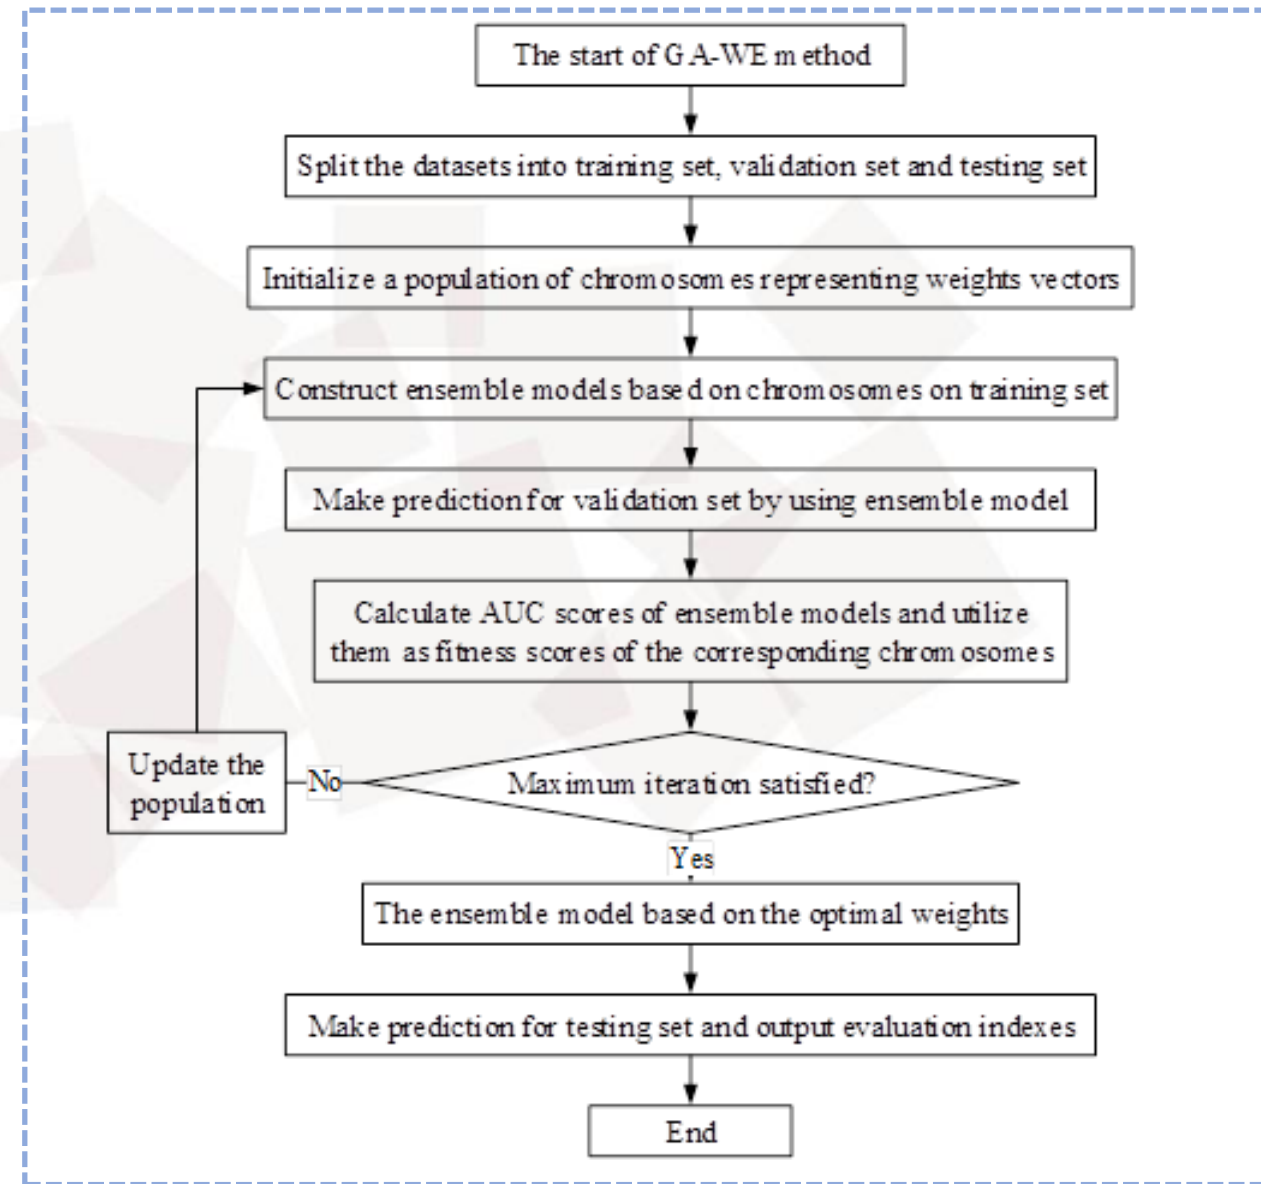 The start of GA-WE method
Split the datasets into training set, validation set and testing set
Initialize a population of chromosomes representing weights vectors
Construct ensemble models based on chromosomes on training set
Make prediction for validation set by using ensemble model
Calculate AUC scores of ensemble models and utilize
them as fitness scores of the corresponding chromosomes
Update the
population
No
Maximum iteration satisfied?
Yes
The ensemble model based on the optimal weights
Make prediction for testing set and output evaluation indexes
End